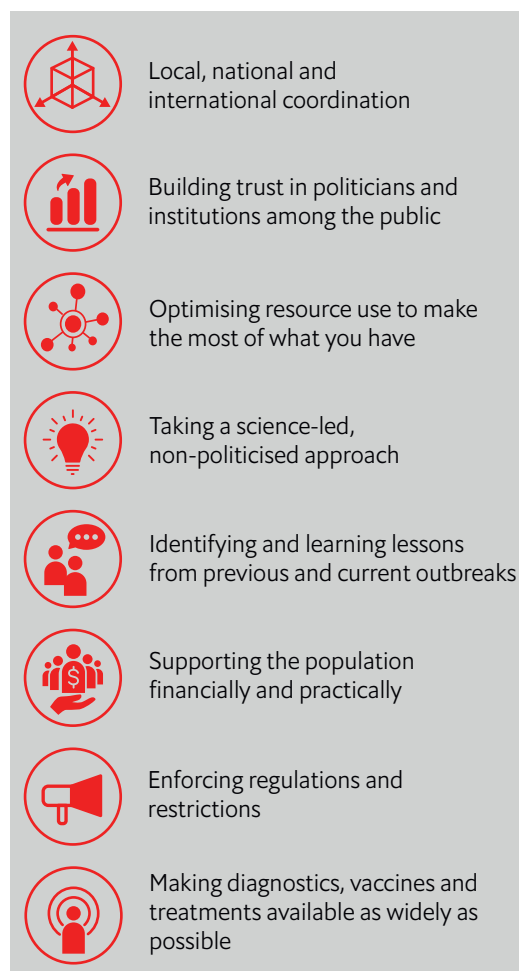 Local, national and
international coordination
Building trust in politicians and
institutions among the public
Optimising resource use to make
the most of what you have
Taking a science-led,
non-politicised approach
Identifying and learning lessons
from previous and current outbreaks
$
Supporting the population
financially and practically
Enforcing regulations and
restrictions
Making diagnostics, vaccines and
treatments available as widely as
possible